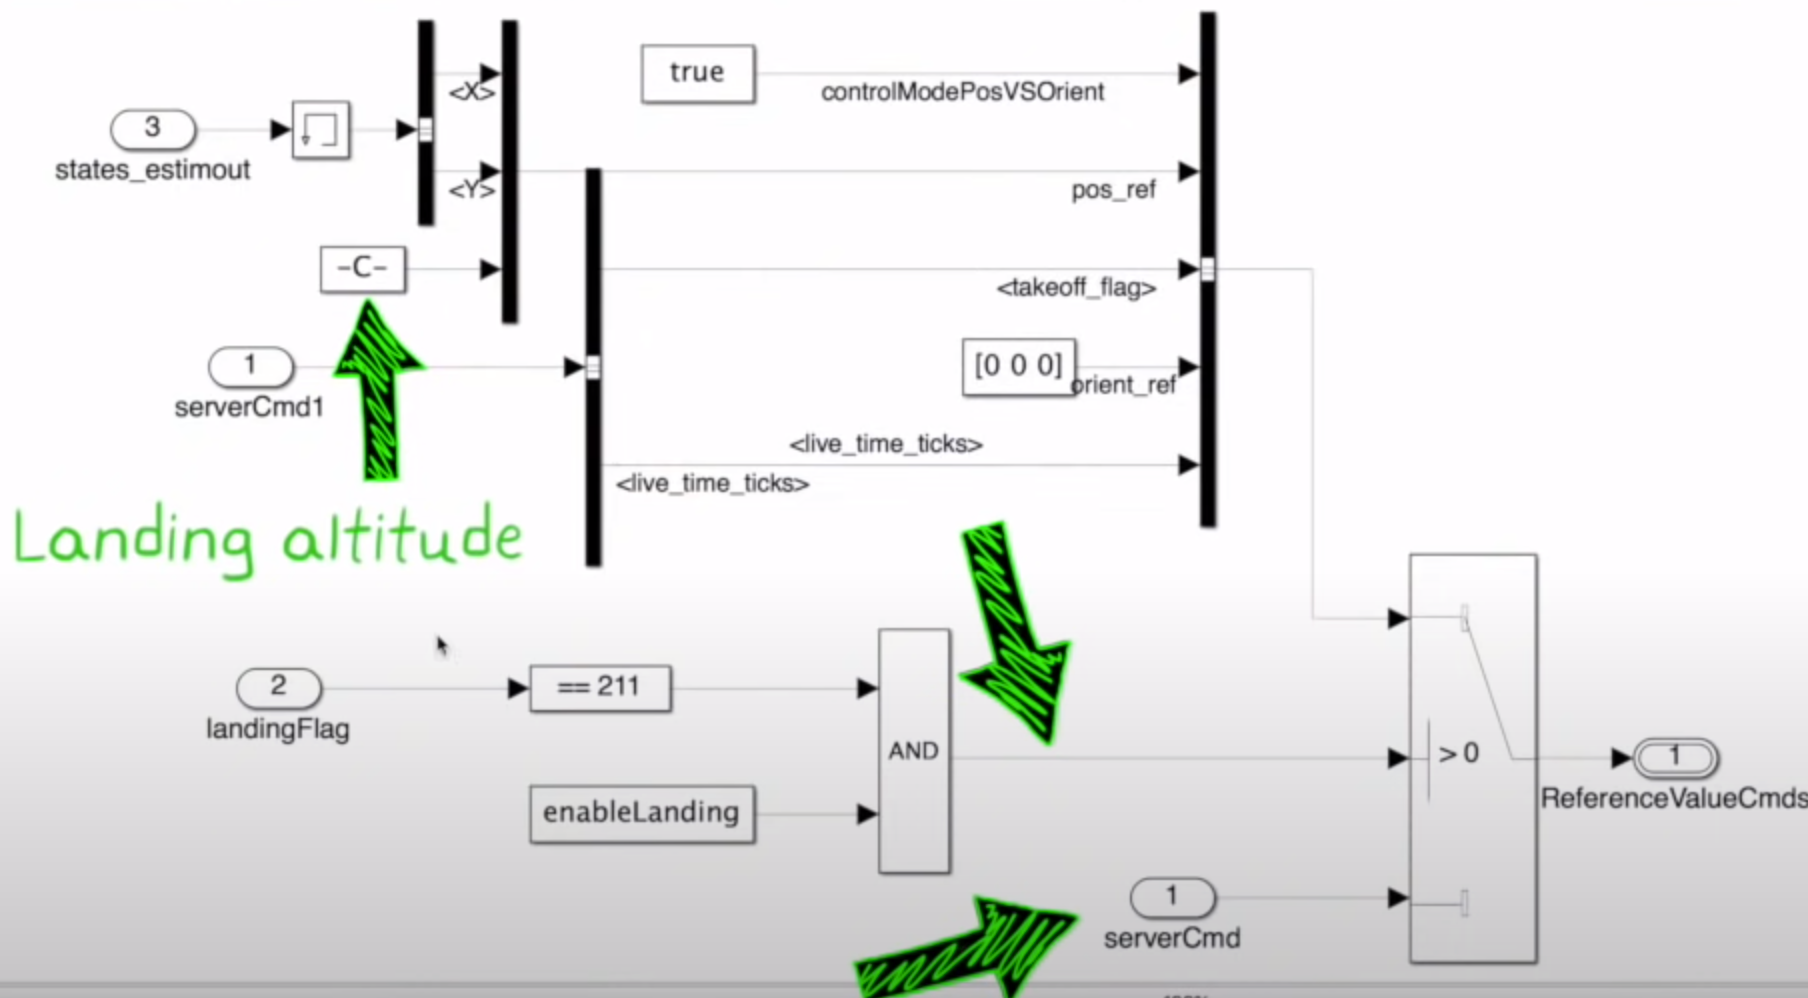 true
<X>
controlModePosVSOrient
3
states_estimout
<Y>
pos_ref
-C-
<takeoff_flag>
1
serverCmd1
[0 0 0]
orient_ref
<live_time_ticks>
<live_time_ticks>
Landing altitude
2
landingFlag
== 211
AND
> 0
1
ReferenceValueCmds
enableLanding
1
serverCmd